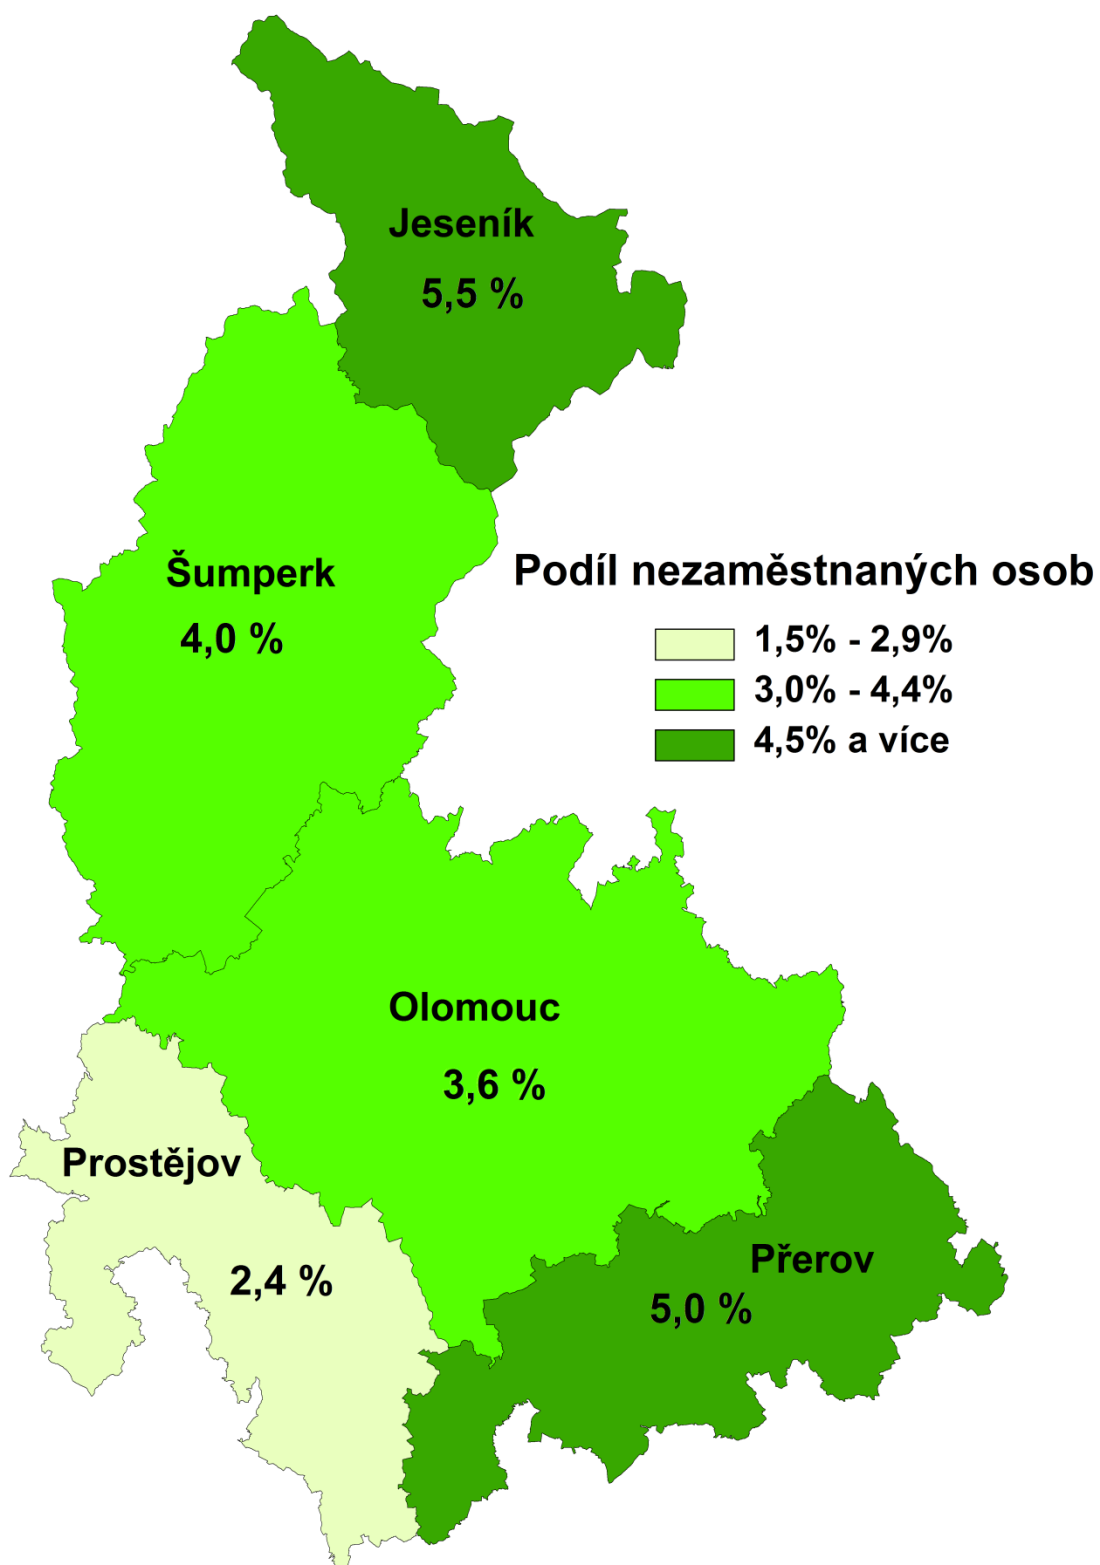 Jeseník
5,5 %
Šumperk
4,0 %
Podíl nezaměstnaných osob
1,5% - 2,9%
3,0% - 4,4%
4,5% a více
Olomouc
3,6 %
Prostějov
2,4 %
Přerov
5,0 %